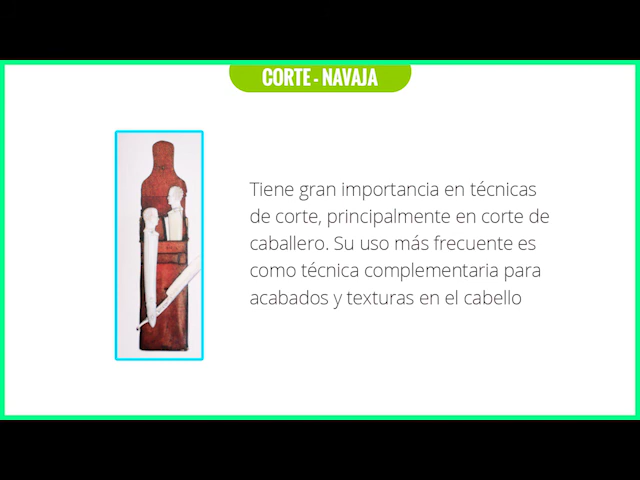 CORTE - NAVAJA
Tiene gran importancia en técnicas
de corte, principalmente en corte de
caballero. Su uso más frecuente es
como técnica complementaria para
acabados y texturas en el cabello